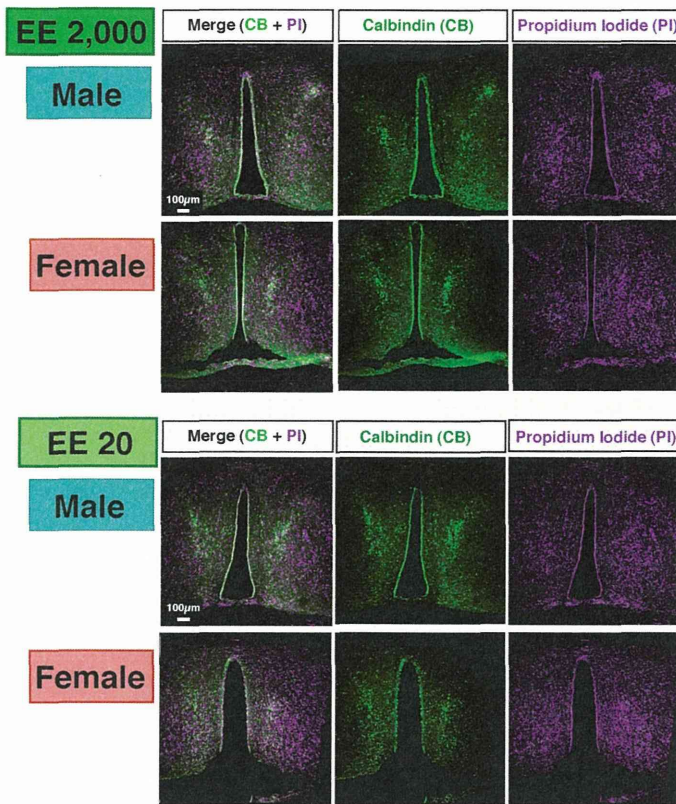 EE 2,000
Merge (CB + PI)
Calbindin (CB)
Propidium Iodide (PI)
Male
100µm
Female
EE 20
Merge (CB + PI)
Calbindin (CB)
Propidium Iodide (PI)
Male
100µm
Female